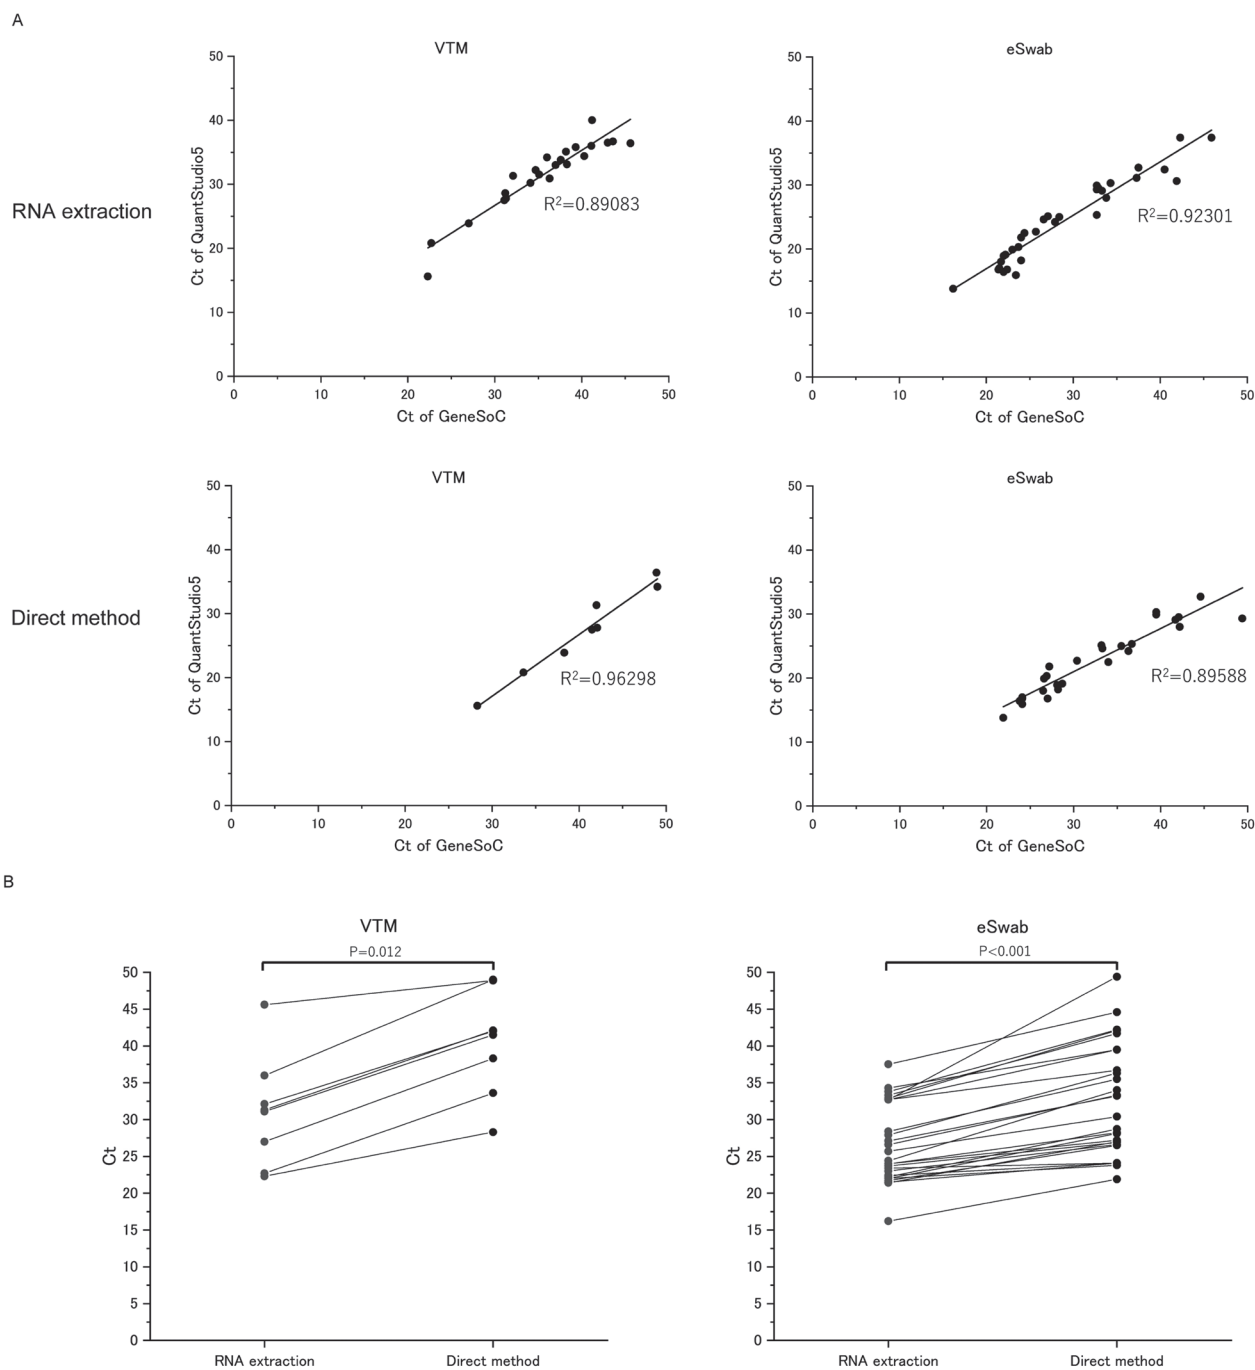 A
VTM
50
40
30
20
10
0
Ct of QuantStudio5
R²=0.89083
0 10 20 30 40 50
Ct of GeneSoC
RNA extraction
eSwab
50
40
30
20
10
0
Ct of QuantStudio5
R²=0.92301
0 10 20 30 40 50
Ct of GeneSoC
VTM
50
40
30
20
10
0
Ct of QuantStudio5
R²=0.96298
0 10 20 30 40 50
Ct of GeneSoC
Direct method
eSwab
50
40
30
20
10
0
Ct of QuantStudio5
R²=0.89588
0 10 20 30 40 50
Ct of GeneSoC
B
VTM
P=0.012
50
45
40
35
30
25
20
15
10
5
0
Ct
RNA extraction Direct method
eSwab
P<0.001
50
45
40
35
30
25
20
15
10
5
0
Ct
RNA extraction Direct method